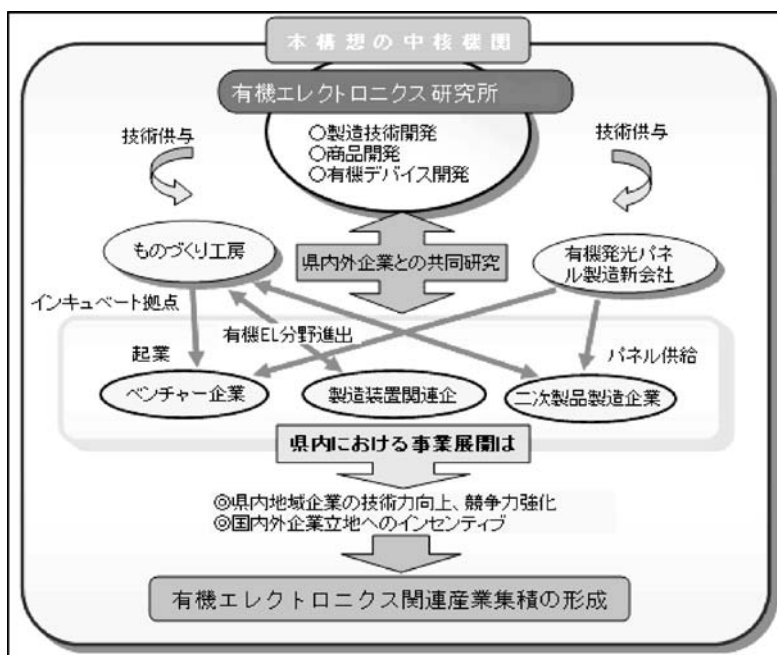 本構想の中核機関
有機エレクトロニクス研究所
技術供与
○製造技術開発
○商品開発
○有機デバイス開発
技術供与
ものづくり工房
県内外企業との共同研究
有機発光パネ
ル製造新会社
インキュベート拠点
有機EL分野進出
起業
パネル供給
ベンチャー企業
製造装置関連企
二次製品製造企業
県内における事業展開は
◎県内地域企業の技術力向上、競争力強化
◎国内外企業立地へのインセンティブ
有機エレクトロニクス関連産業集積の形成